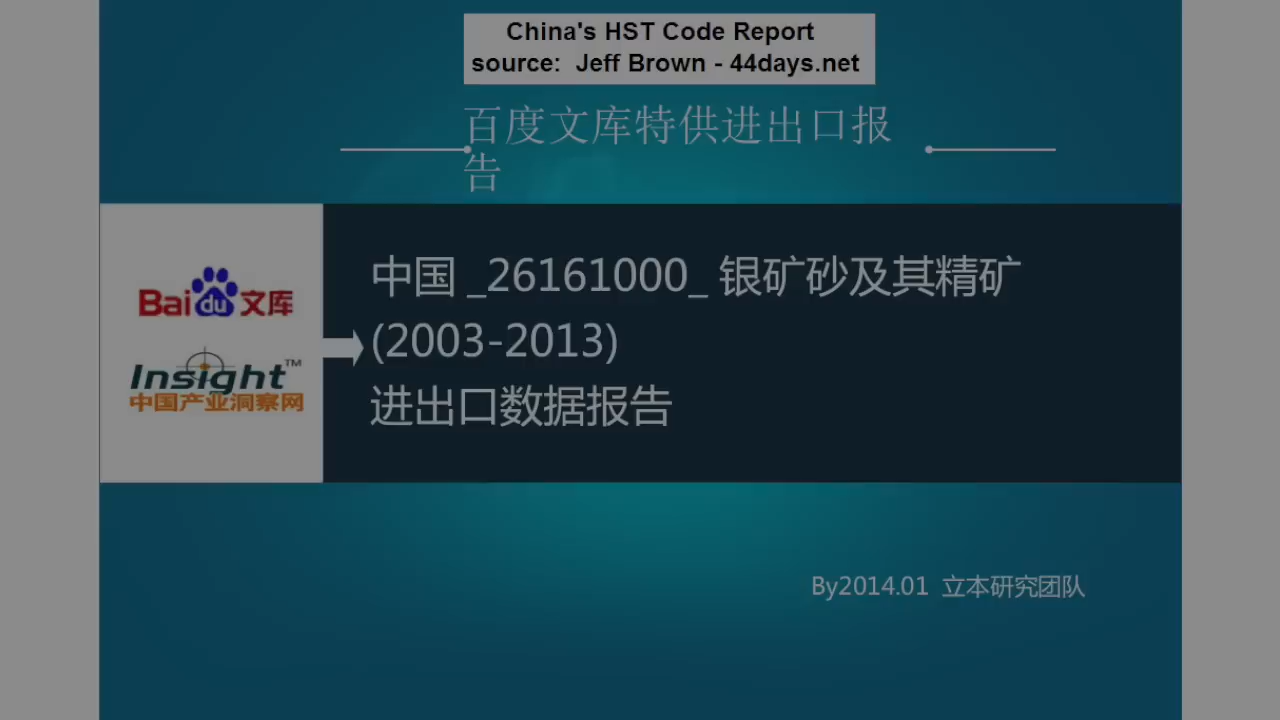 China's HST Code Report
source:  Jeff Brown - 44days.net
百度文库特供进出口报
告
Bai du 文库
Insight™
中国产业洞察网
中国 _26161000_ 银矿砂及其精矿
(2003-2013)
进出口数据报告
By2014.01 立本研究团队